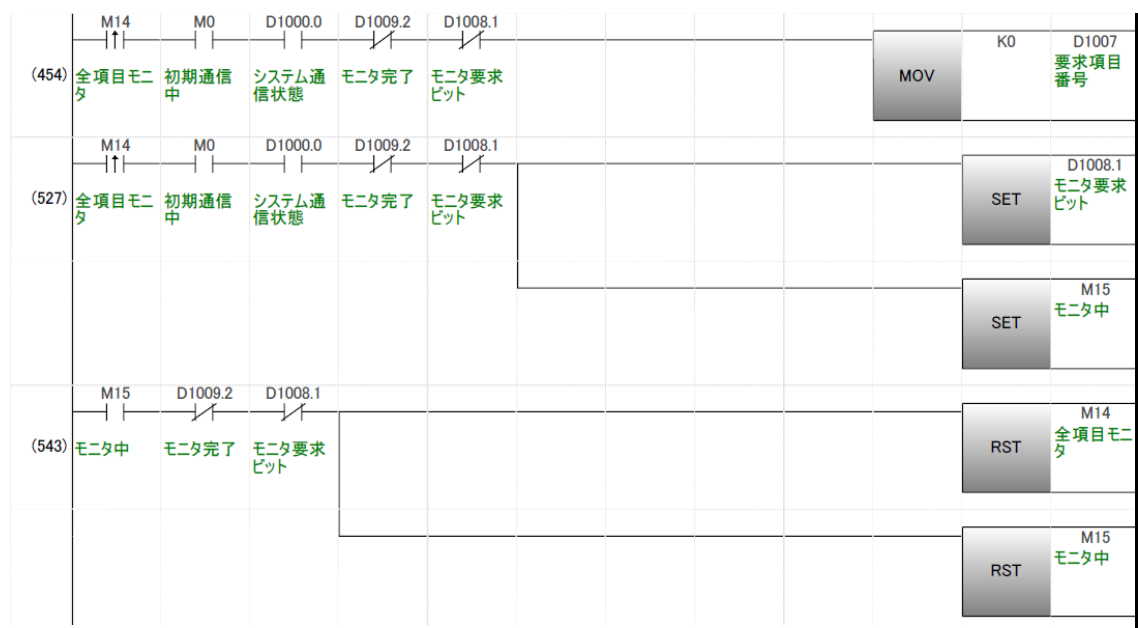 M14 M0 D1000.0 D1009.2 D1008.1
K0 D1007
(454) 全項目モニ 初期通信 システム通 モニタ完了 モニタ要求 MOV 要求項目
タ 中 信状態 ビット 番号
M14 M0 D1000.0 D1009.2 D1008.1
D1008.1
(527) 全項目モニ 初期通信 システム通 モニタ完了 モニタ要求 SET モニタ要求
タ 中 信状態 ビット ビット
M15
SET モニタ中
M15 D1009.2 D1008.1
M14
(543) モニタ中 モニタ完了 モニタ要求 RST 全項目モニ
ビット タ
M15
RST モニタ中